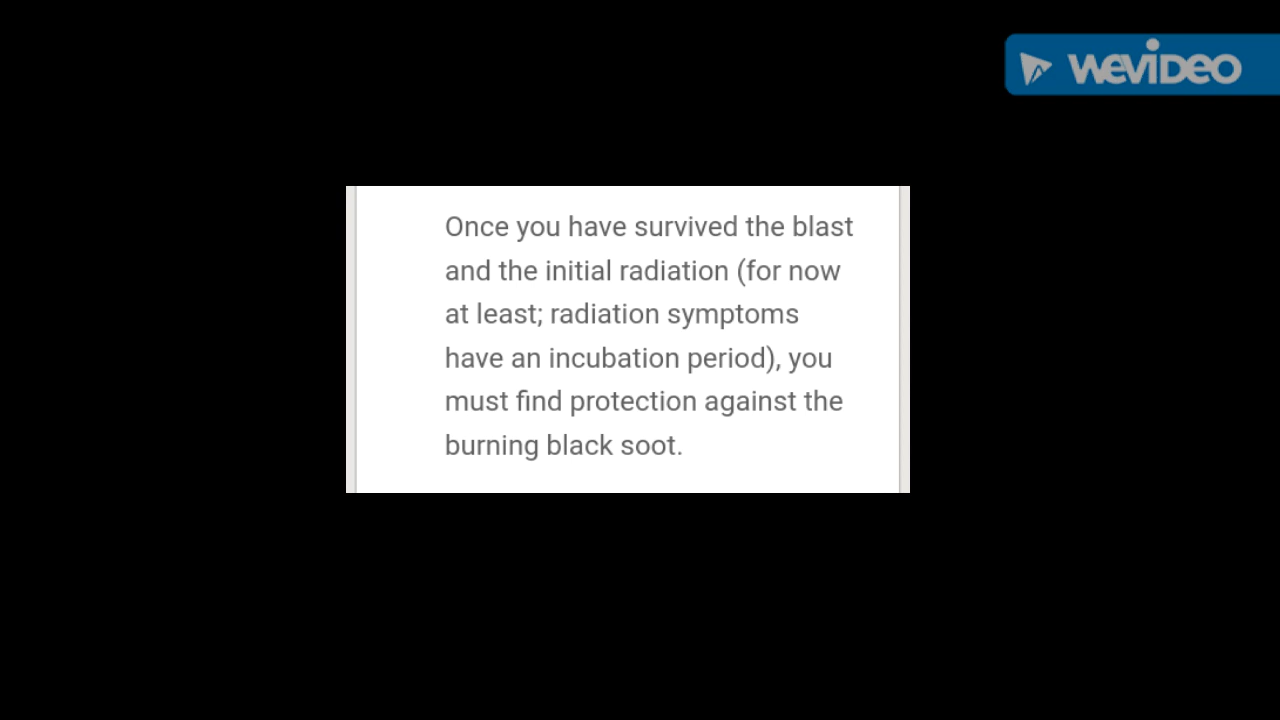 WEVIDEO
Once you have survived the blast
and the initial radiation (for now
at least; radiation symptoms
have an incubation period), you
must find protection against the
burning black soot.